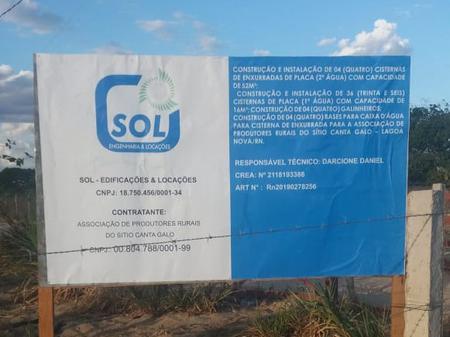 SOL
ENGENHARIA & LOCAÇÕES
SOL - EDIFICAÇÕES & LOCAÇÕES
CNPJ: 18.750.456/0001-34
CONTRATANTE:
ASSOCIAÇÃO DE PRODUTORES RURAIS
DO SITIO CANTA GALO
CNPJ: 00.804.788/0001-99
CONSTRUÇÃO E INSTALAÇÃO DE 04 (QUATRO) CISTERNAS
DE ENXURRADAS DE PLACA (2ª ÁGUA) COM CAPACIDADE
DE 52M³;
CONSTRUÇÃO E INSTALAÇÃO DE 36 (TRINTA E SEIS)
CISTERNAS DE PLACA (1ª ÁGUA) COM CAPACIDADE DE
16M³; CONSTRUÇÃO DE 04 (QUATRO) GALINHEIROS;
CONSTRUÇÃO DE 04 (QUATRO) BASES PARA CAIXA D'ÁGUA
PARA CISTERNA DE ENXURRADA PARA A ASSOCIAÇÃO DE
PRODUTORES RURAIS DO SÍTIO CANTA GALO - LAGOA
NOVA/RN.
RESPONSÁVEL TÉCNICO: DARCIONE DANIEL
CREA: Nº 2118193386
ART Nº : Rn20190278256